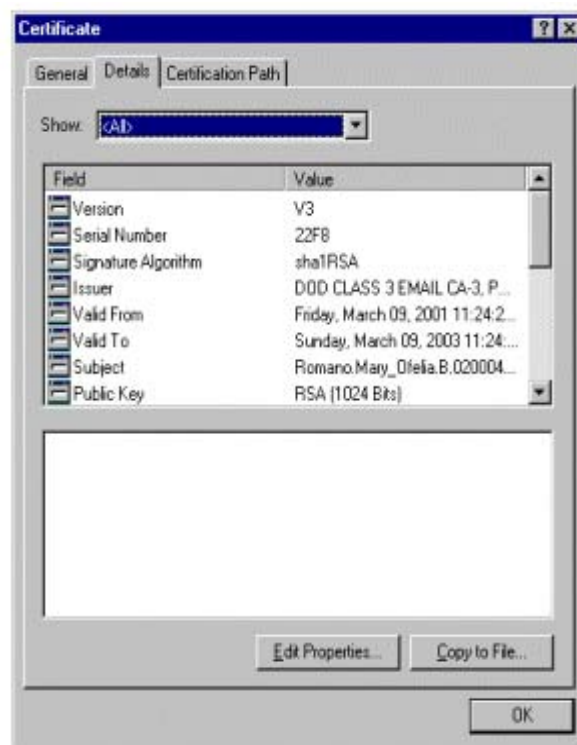 Certificate
General Details Certification Path
Show: <All>
Field Value
Version V3
Serial Number 22F8
Signature Algorithm sha1RSA
Issuer DOD CLASS 3 EMAIL CA-3, P...
Valid From Friday, March 09, 2001 11:24:2...
Valid To Sunday, March 09, 2003 11:24:...
Subject Romano.Mary_Ofelia.B.020004...
Public Key RSA (1024 Bits)
Edit Properties... Copy to File...
OK